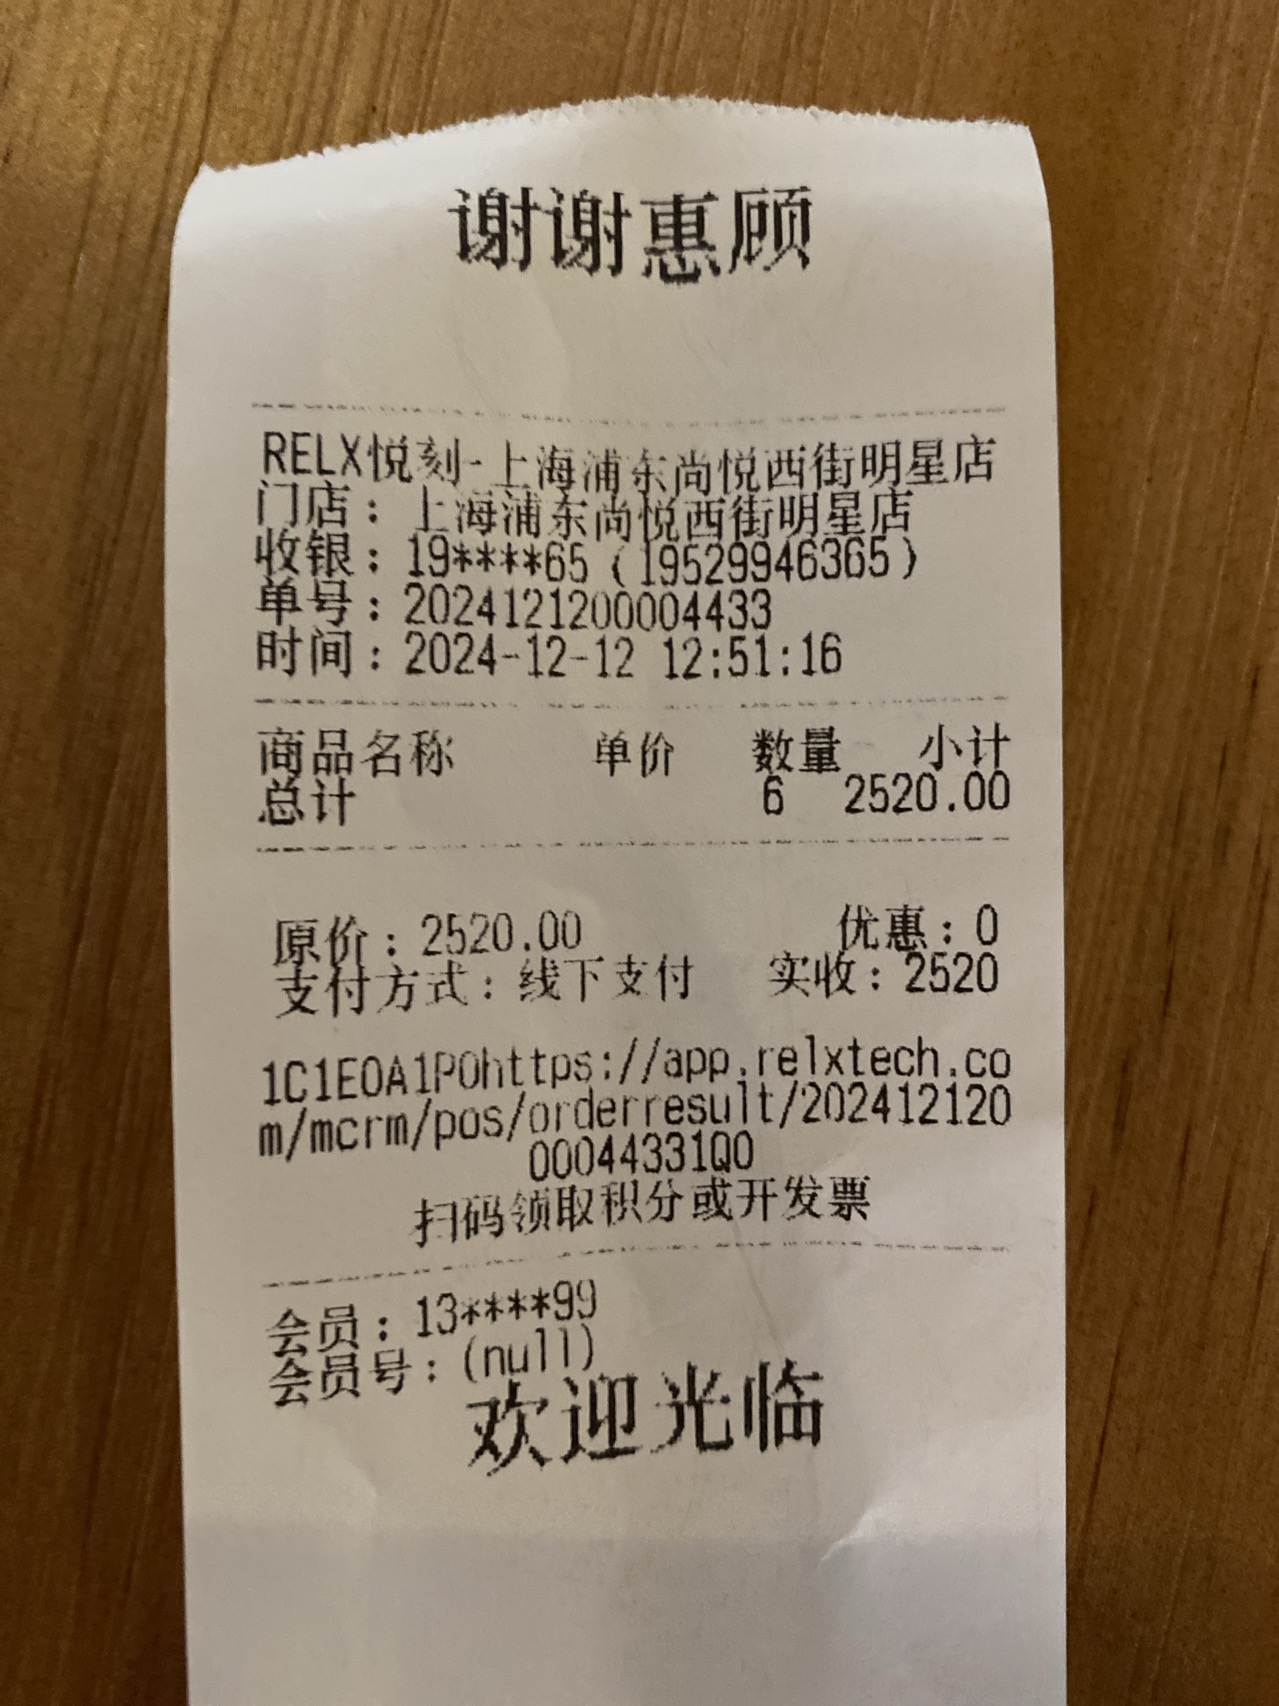 谢谢惠顾
RELX悦刻-上海浦东尚悦西街明星店
门店：上海浦东尚悦西街明星店
收银：19****65（19529946365）
单号：2024121200004433
时间：2024-12-12 12:51:16
商品名称 单价 数量 小计
总计 6 2520.00
原价：2520.00 优惠：0
支付方式：线下支付 实收：2520
1C1E0A1P0https://app.relxtech.co
m/mcrm/pos/orderresult/202412120
00044331Q0
扫码领取积分或开发票
会员：13****99
会员号：(null)
欢迎光临